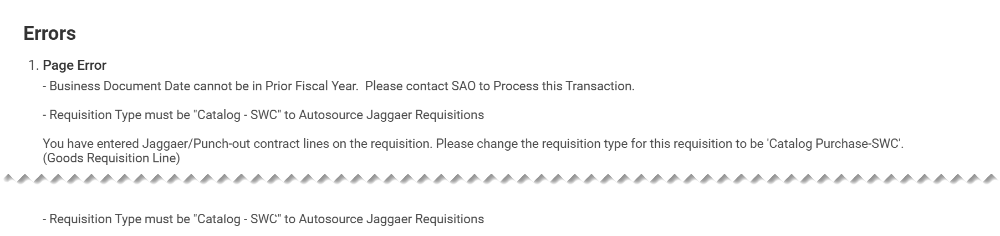 Errors
1. Page Error
- Business Document Date cannot be in Prior Fiscal Year.  Please contact SAO to Process this Transaction.
- Requisition Type must be "Catalog - SWC" to Autosource Jaggaer Requisitions
You have entered Jaggaer/Punch-out contract lines on the requisition. Please change the requisition type for this requisition to be 'Catalog Purchase-SWC'.
(Goods Requisition Line)
- Requisition Type must be "Catalog - SWC" to Autosource Jaggaer Requisitions